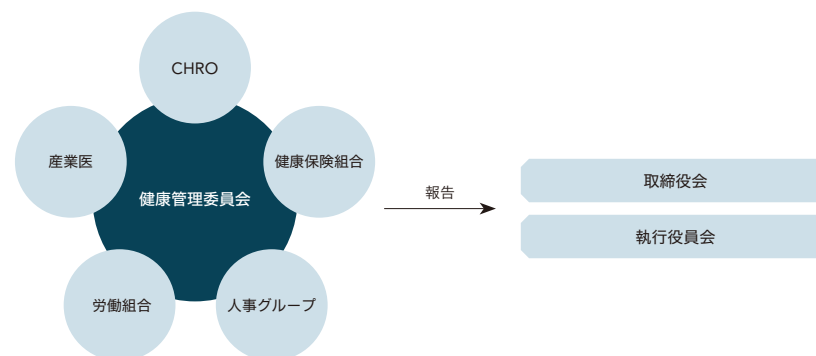 CHRO
産業医
健康保険組合
健康管理委員会
労働組合
人事グループ
報告
取締役会
執行役員会